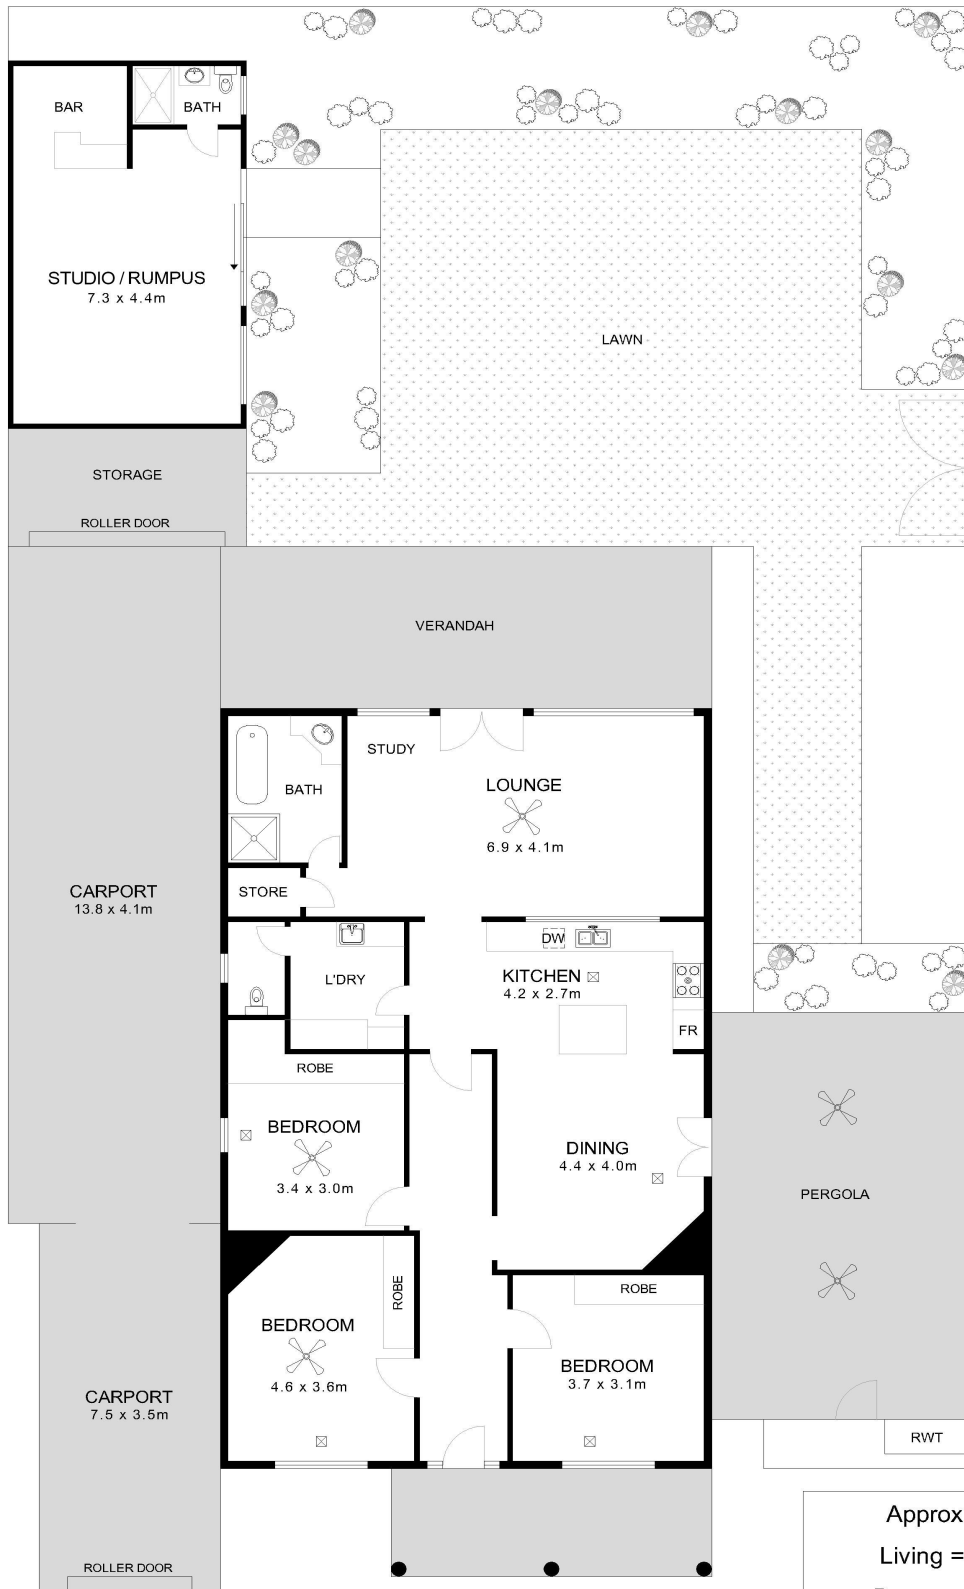 BAR
BATH
STUDIO / RUMPUS
7.3 x 4.4m
LAWN
STORAGE
ROLLER DOOR
VERANDAH
STUDY
LOUNGE
6.9 x 4.1m
BATH
STORE
CARPORT
13.8 x 4.1m
DW
KITCHEN
4.2 x 2.7m
L'DRY
FR
ROBE
BEDROOM
3.4 x 3.0m
DINING
4.4 x 4.0m
PERGOLA
ROBE
ROBE
BEDROOM
4.6 x 3.6m
BEDROOM
3.7 x 3.1m
CARPORT
7.5 x 3.5m
RWT
Approx
Living =
ROLLER DOOR